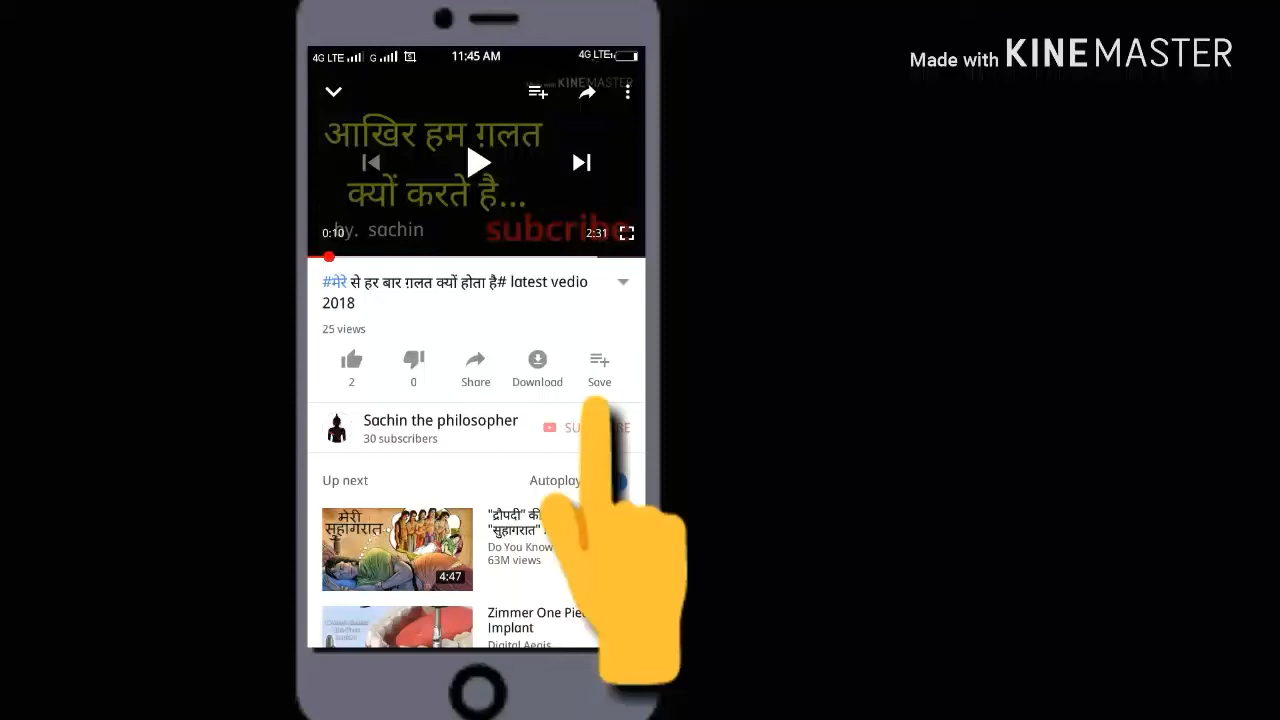 Made with KINEMASTER
4G LTE G 11:45 AM 4G LTE
KINEMASTER
आखिर हम ग़लत
क्यों करते है...
by. sachin subcribe
0:10 2:31
#मेरे से हर बार ग़लत क्यों होता है# latest vedio
2018
25 views
2 0 Share Download Save
Sachin the philosopher
30 subscribers
Up next Autoplay
मेरी
सुहागरात
4:47
"द्रौपदी" की
"सुहागरात"
Do You Know
63M views
Zimmer One Pie
Implant
Digital Aegis